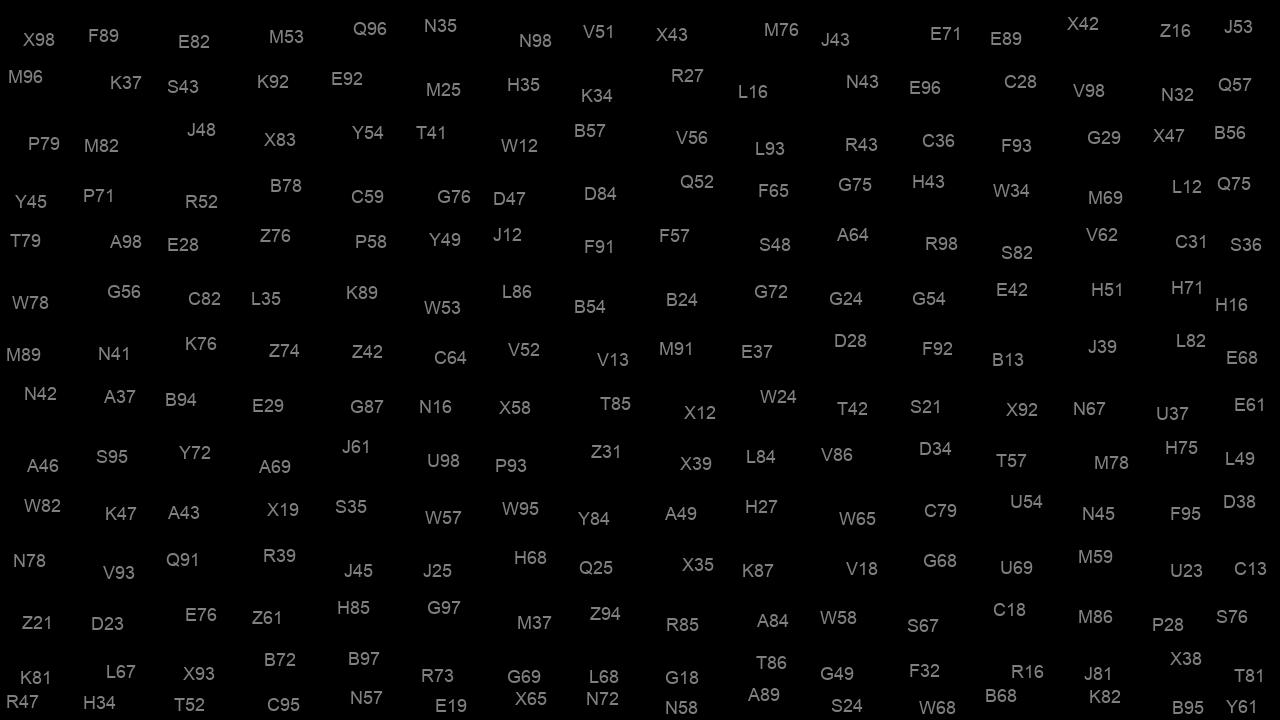 X98 F89 E82 M53 Q96 N35 N98 V51 X43 M76 J43 E71 E89 X42 Z16 J53
M96 K37 S43 K92 E92 M25 H35 K34 R27 L16 N43 E96 C28 V98 N32 Q57
P79 M82 J48 X83 Y54 T41 W12 B57 V56 L93 R43 C36 F93 G29 X47 B56
Y45 P71 R52 B78 C59 G76 D47 D84 Q52 F65 G75 H43 W34 M69 L12 Q75
T79 A98 E28 Z76 P58 Y49 J12 F91 F57 S48 A64 R98 S82 V62 C31 S36
W78 G56 C82 L35 K89 W53 L86 B54 B24 G72 G24 G54 E42 H51 H71 H16
M89 N41 K76 Z74 Z42 C64 V52 V13 M91 E37 D28 F92 B13 J39 L82 E68
N42 A37 B94 E29 G87 N16 X58 T85 X12 W24 T42 S21 X92 N67 U37 E61
A46 S95 Y72 A69 J61 U98 P93 Z31 X39 L84 V86 D34 T57 M78 H75 L49
W82 K47 A43 X19 S35 W57 W95 Y84 A49 H27 W65 C79 U54 N45 F95 D38
N78 V93 Q91 R39 J45 J25 H68 Q25 X35 K87 V18 G68 U69 M59 U23 C13
Z21 D23 E76 Z61 H85 G97 M37 Z94 R85 A84 W58 S67 C18 M86 P28 S76
K81 L67 X93 B72 B97 R73 G69 L68 G18 T86 G49 F32 R16 J81 X38 T81
R47 H34 T52 C95 N57 E19 X65 N72 N58 A89 S24 W68 B68 K82 B95 Y61